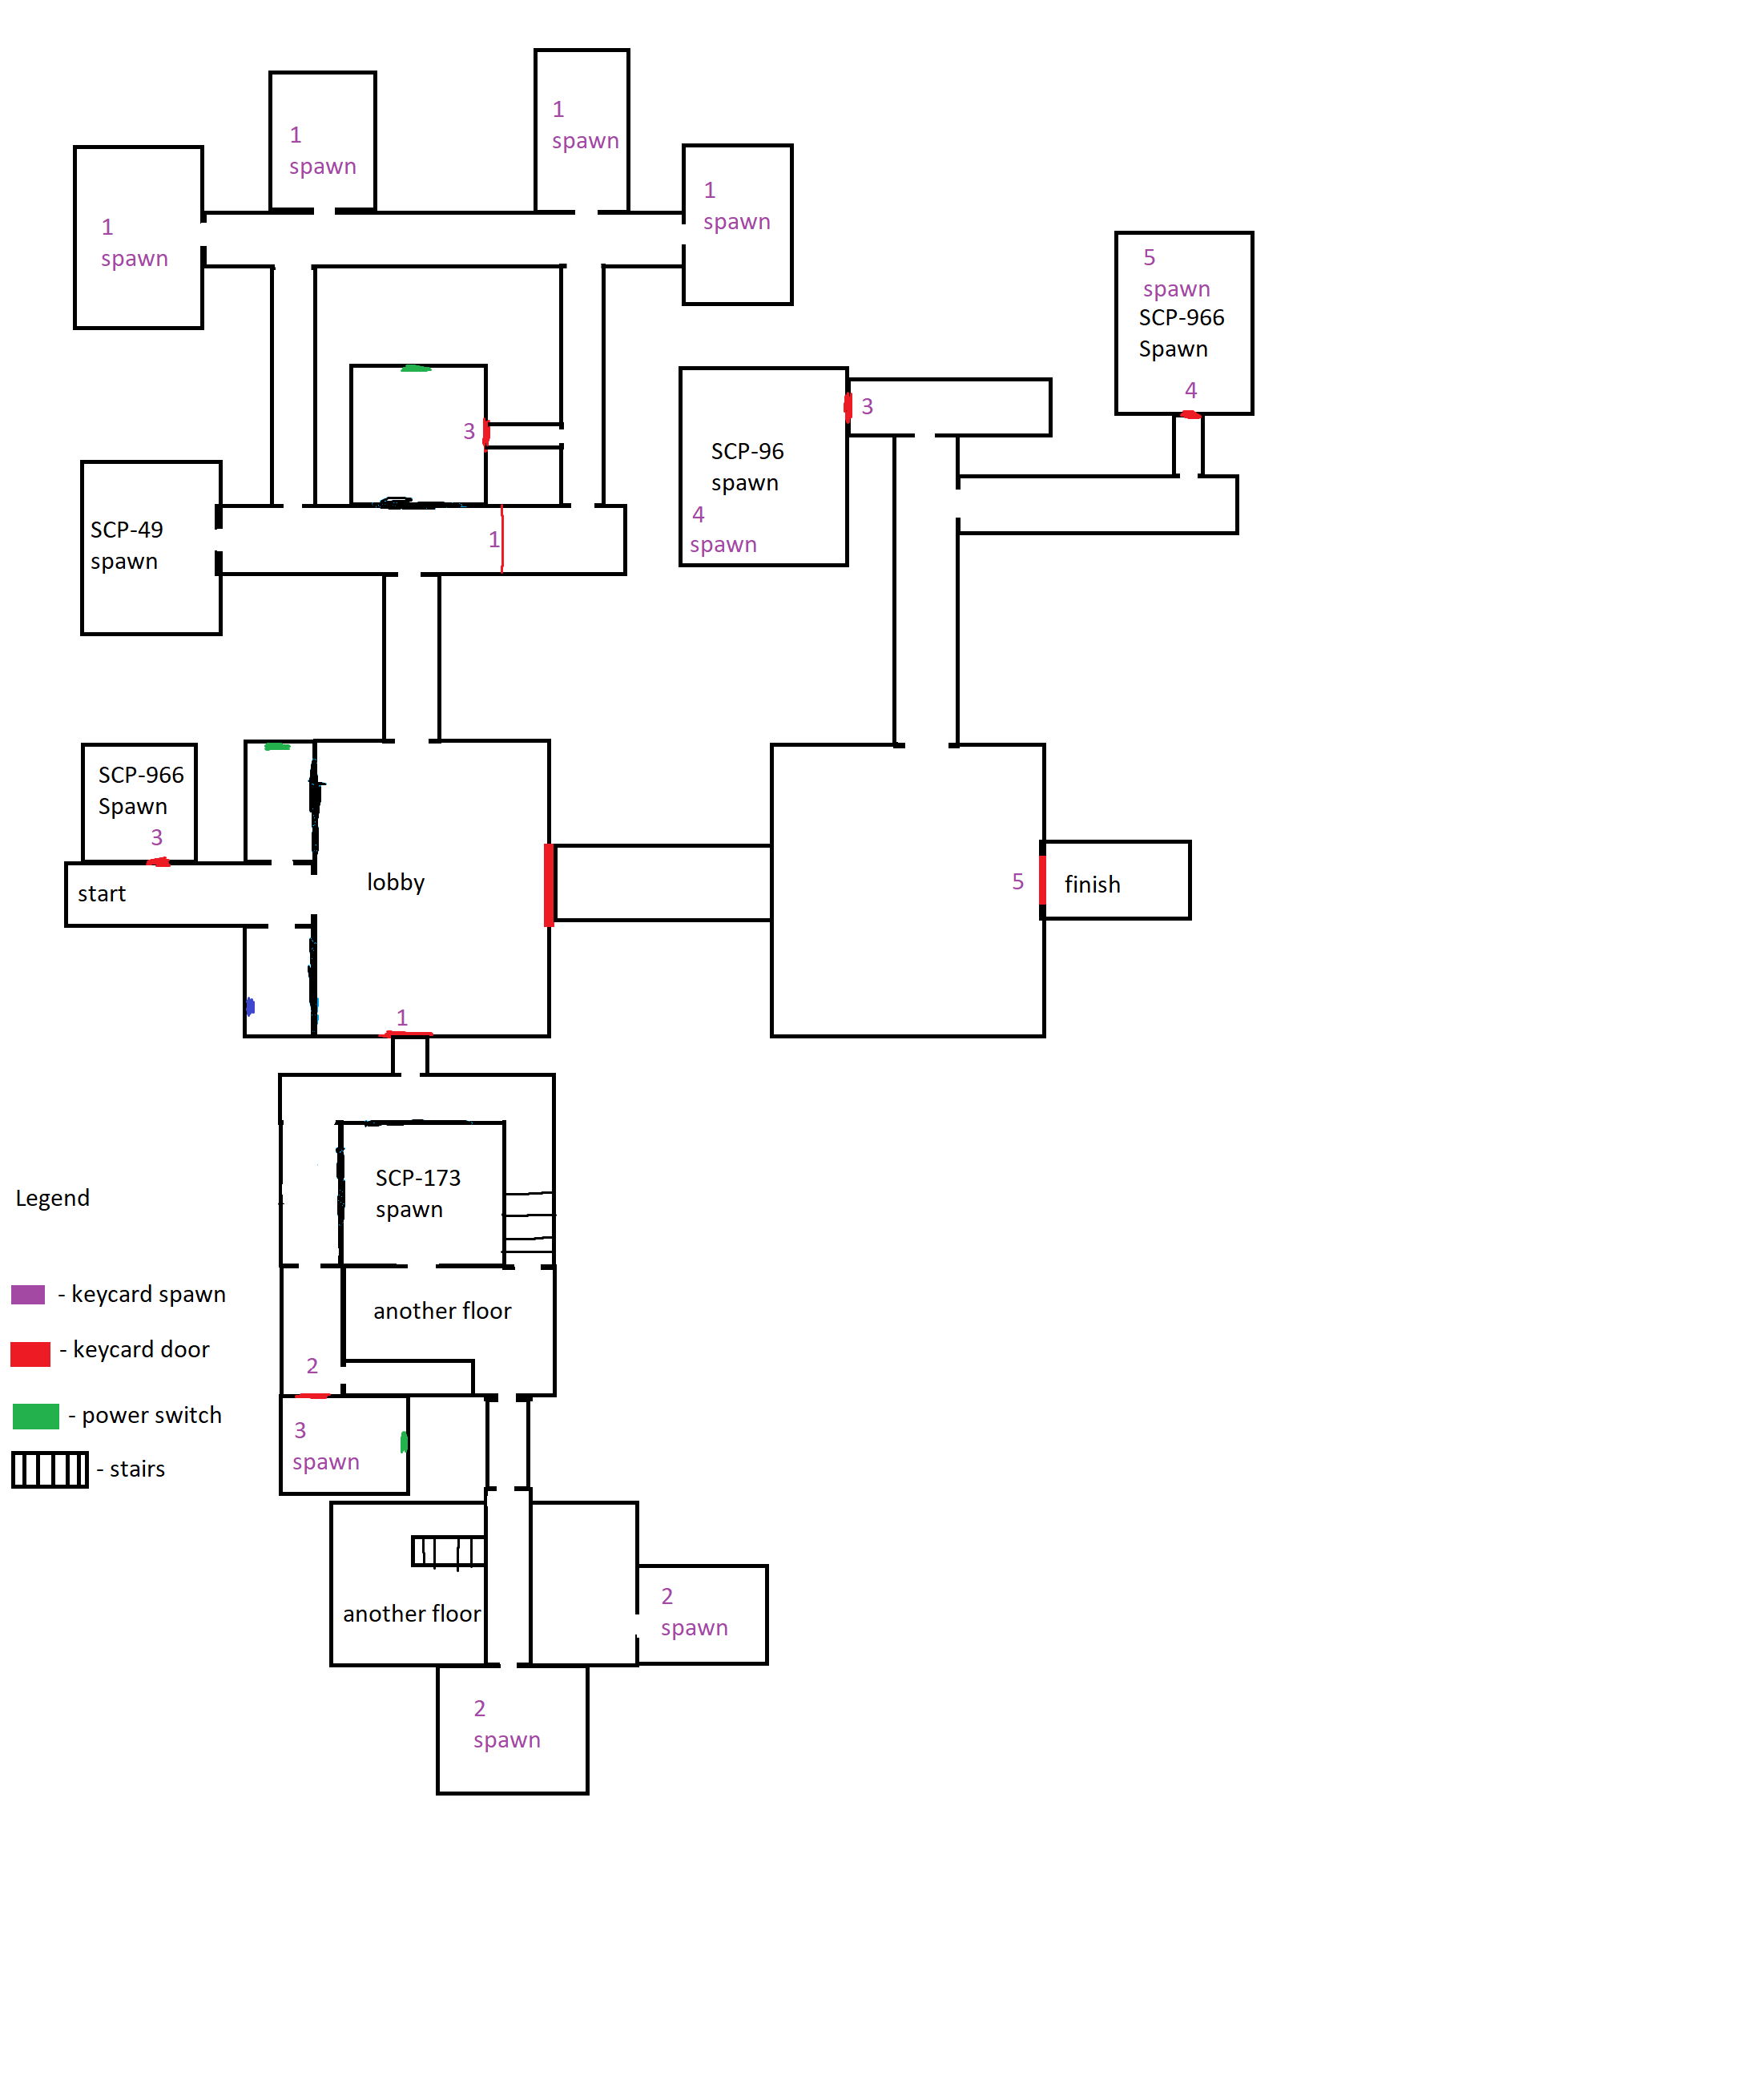 1
spawn
1
spawn
1
spawn
1
spawn
5
spawn
SCP-966
Spawn
4
3
3
SCP-96
spawn
4
spawn
SCP-49
spawn
1
SCP-966
Spawn
3
start
lobby
5
finish
1
SCP-173
spawn
Legend
- keycard spawn
- keycard door
- power switch
- stairs
another floor
2
3
spawn
another floor
2
spawn
2
spawn